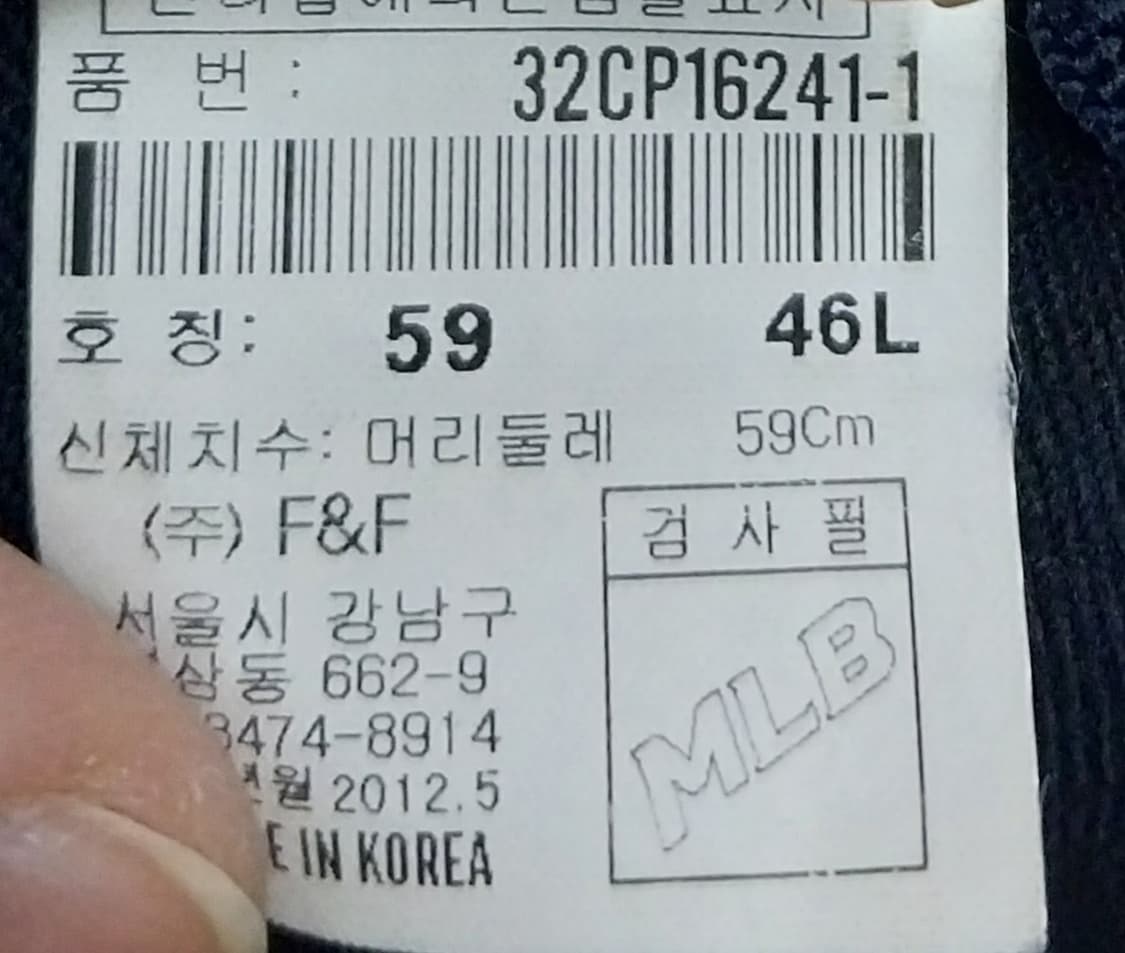 품 번 : 32CP16241-1
호 칭: 59 46L
신체치수: 머리둘레 59Cm
(주) F&F
검 사 필
서울시 강남구
삼동 662-9
3474-8914
월 2012.5
MLB
E IN KOREA